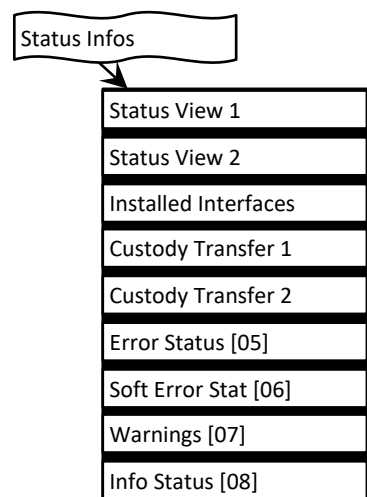 Status Infos
Status View 1
Status View 2
Installed Interfaces
Custody Transfer 1
Custody Transfer 2
Error Status [05]
Soft Error Stat [06]
Warnings [07]
Info Status [08]